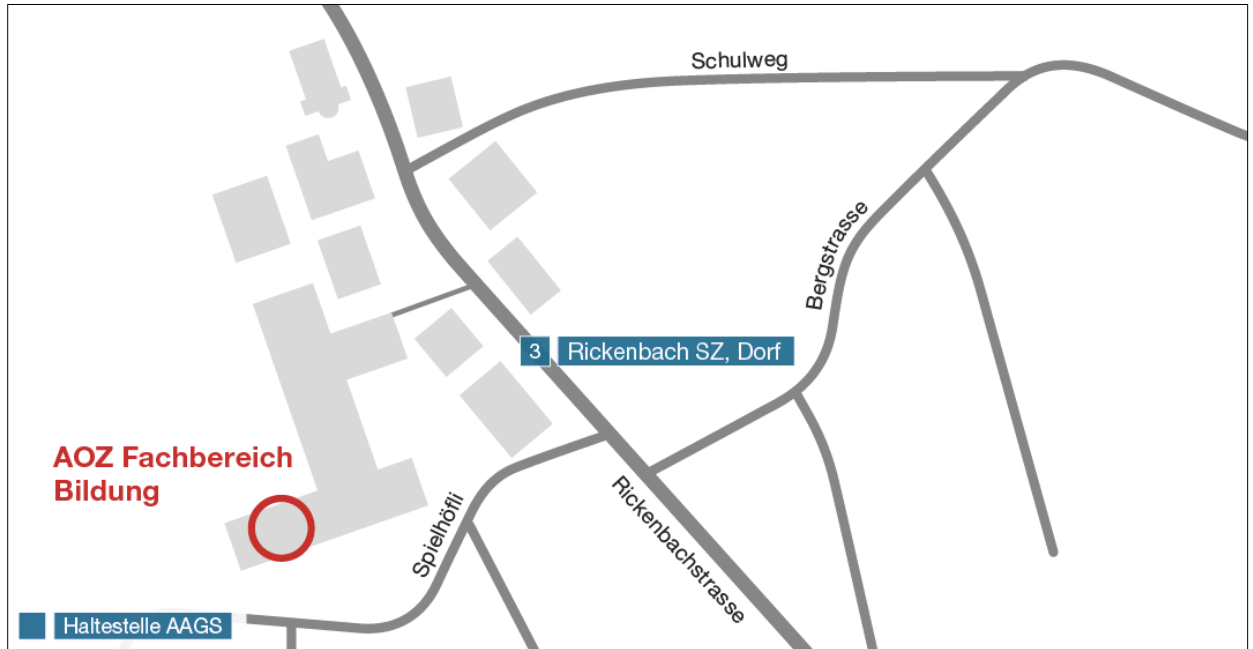 Schulweg
Bergstrasse
3 Rickenbach SZ, Dorf
AOZ Fachbereich
Bildung
Spielhöfli
Rickenbachstrasse
Haltestelle AAGS